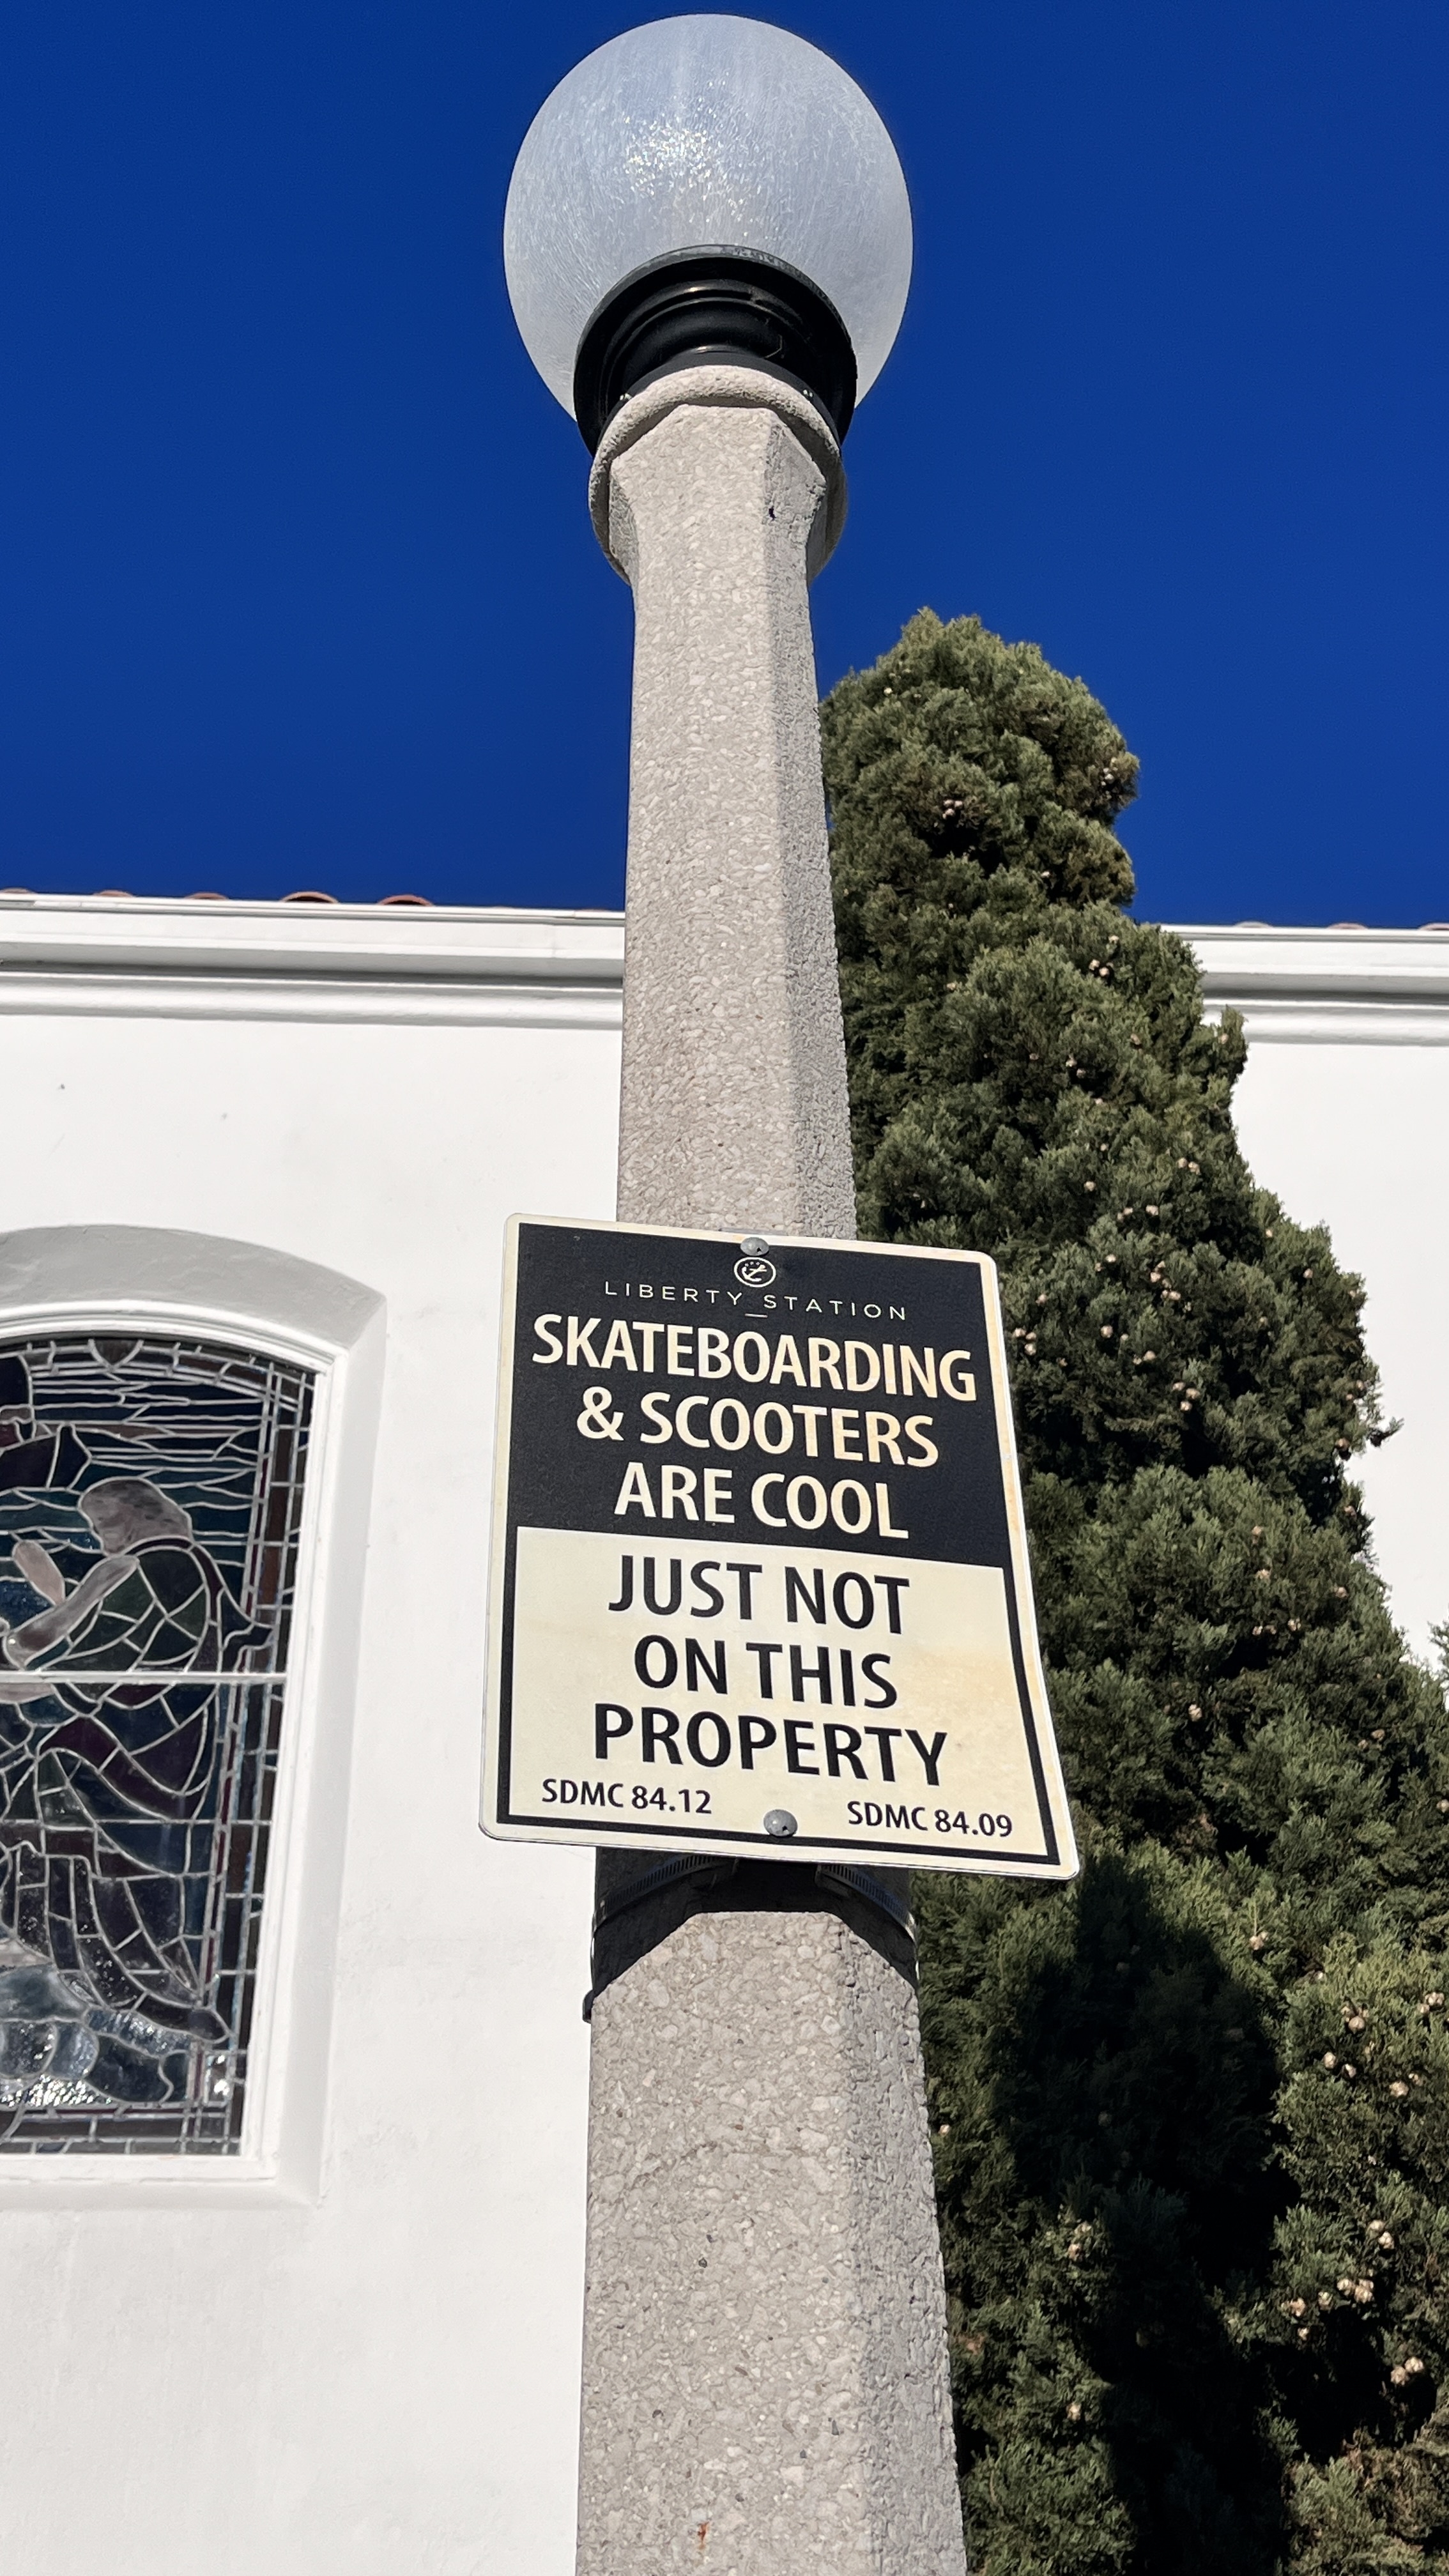 LIBERTY_STATION
SKATEBOARDING
& SCOOTERS
ARE COOL
JUST NOT
ON THIS
PROPERTY
SDMC 84.12 SDMC 84.09